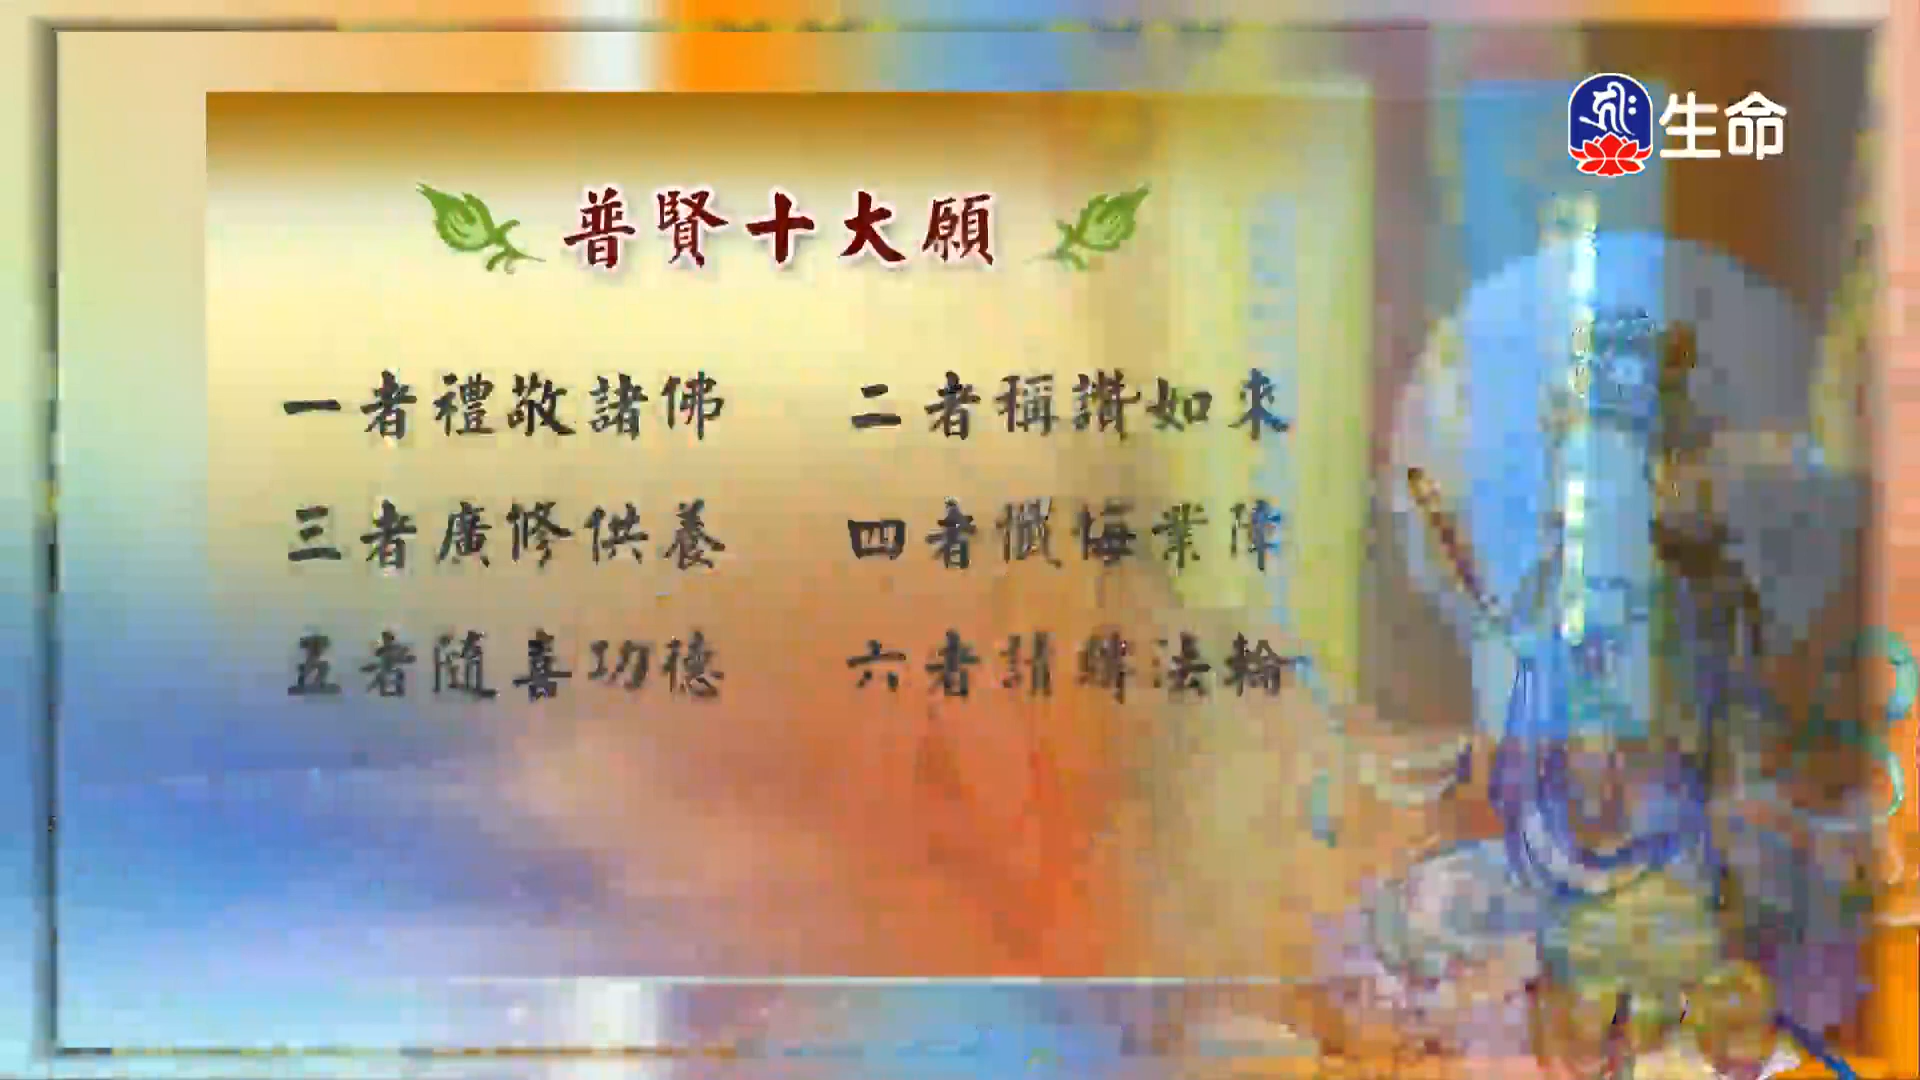 生命
普賢十大願
一者禮敬諸佛 二者稱讚如來
三者廣修供養 四者懺悔業障
五者隨喜功德 六者請轉法輪